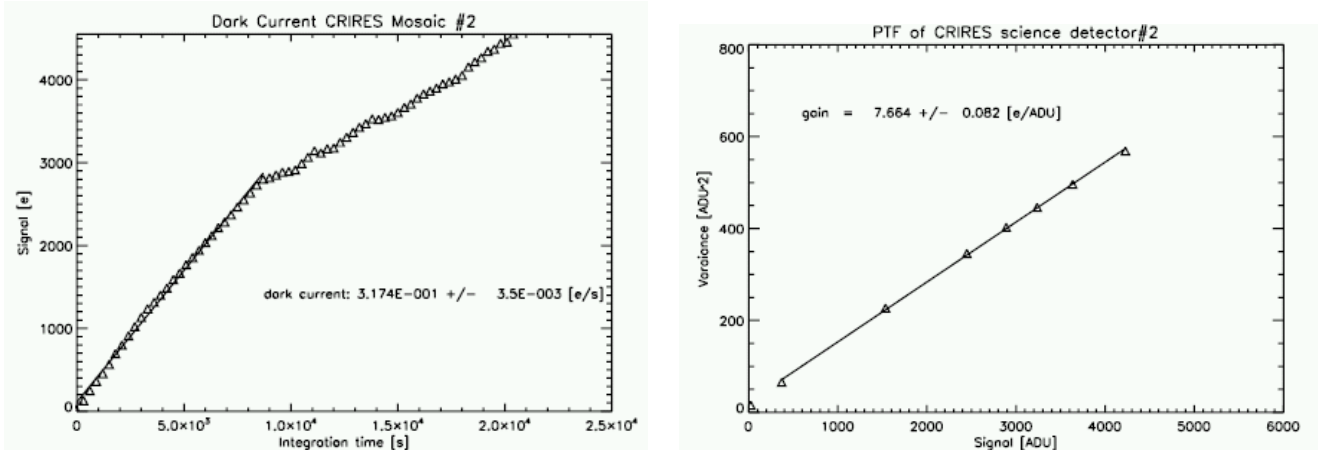 Dark Current CRIRES Mosaic #2
4000
3000
2000
1000
0
Signal [e]
dark current: 3.174E-001 +/- 3.5E-003 [e/s]
0
5.0×10³
1.0×10⁴
1.5×10⁴
2.0×10⁴
2.5×10⁴
Integration time [s]
PTF of CRIRES science detector#2
800
600
400
200
0
Varaiance [ADU^2]
gain = 7.664 +/- 0.082 [e/ADU]
0
1000
2000
3000
4000
5000
6000
Signal [ADU]